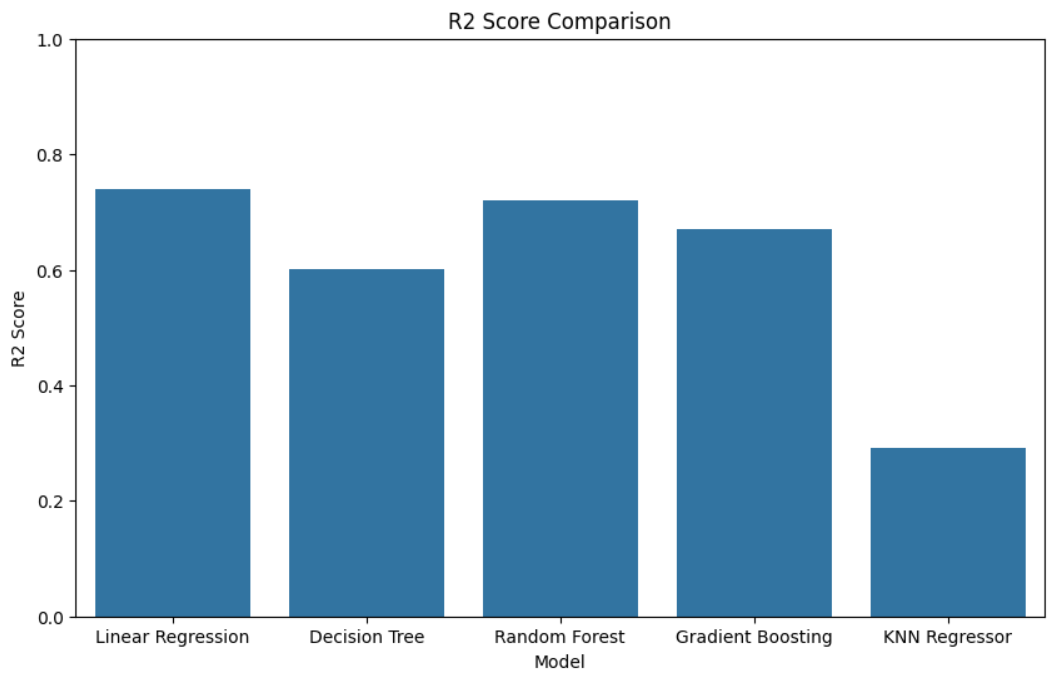 R2 Score Comparison
1.0
0.8
0.6
0.4
0.2
0.0
R2 Score
Linear Regression Decision Tree Random Forest Gradient Boosting KNN Regressor
Model